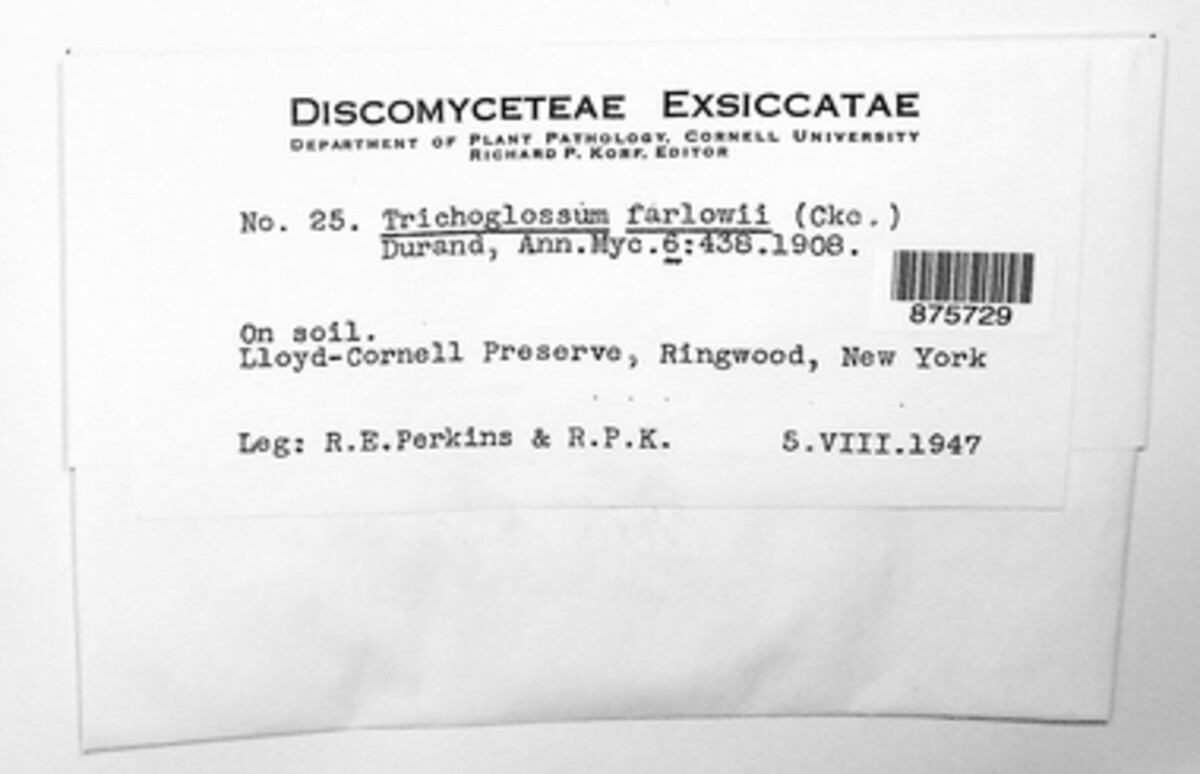 DISCOMYCETEAE EXSICCATAE
DEPARTMENT OF PLANT PATHOLOGY, CORNELL UNIVERSITY
RICHARD P. KORF, EDITOR
No. 25. Trichoglossum farlowii (Cke.)
Durand, Ann.Myc.6:438.1908.
875729
On soil.
Lloyd-Cornell Preserve, Ringwood, New York
Leg: R.E.Perkins & R.P.K. 5.VIII.1947